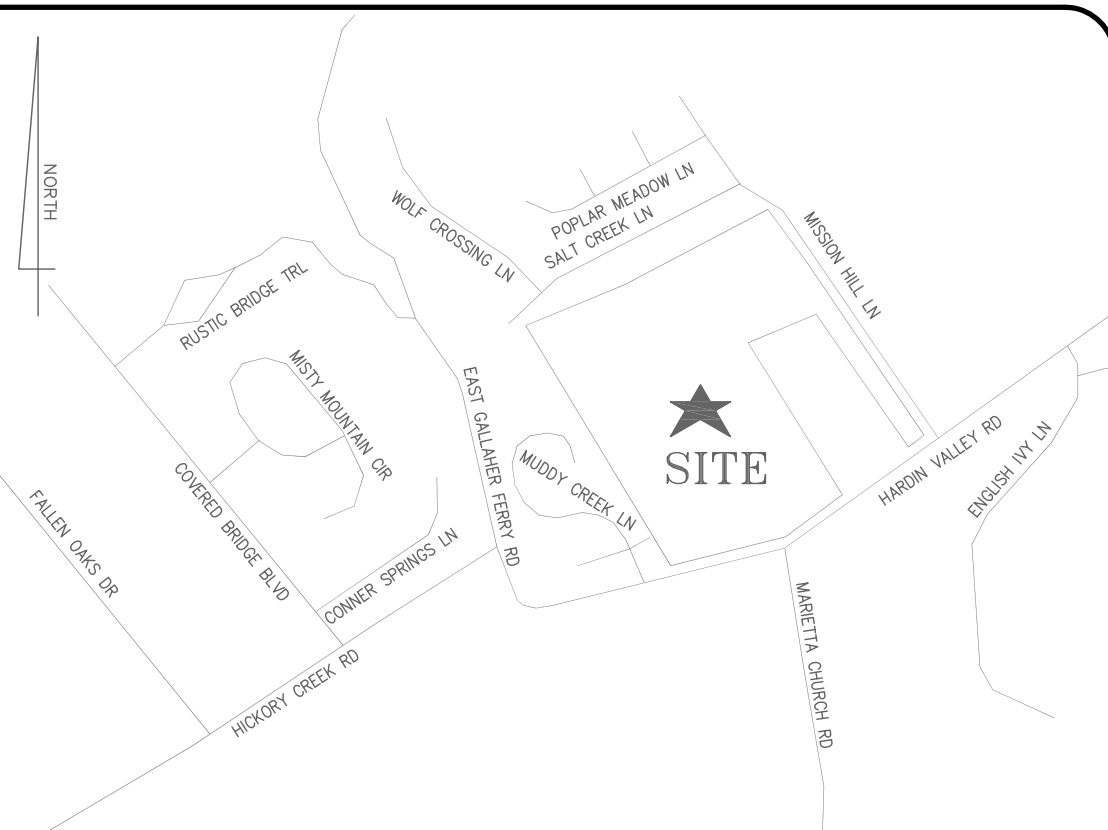 NORTH
WOLF CROSSING LN
POPLAR MEADOW LN
SALT CREEK LN
MISSION HILL LN
RUSTIC BRIDGE TRL
MISTY MOUNTAIN CIR
EAST GALLAHER FERRY RD
MUDDY CREEK LN
SITE
HARDIN VALLEY RD
ENGLISH IVY LN
COVERED BRIDGE BLVD
FALLEN OAKS DR
CONNER SPRINGS LN
MARIETTA CHURCH RD
HICKORY CREEK RD